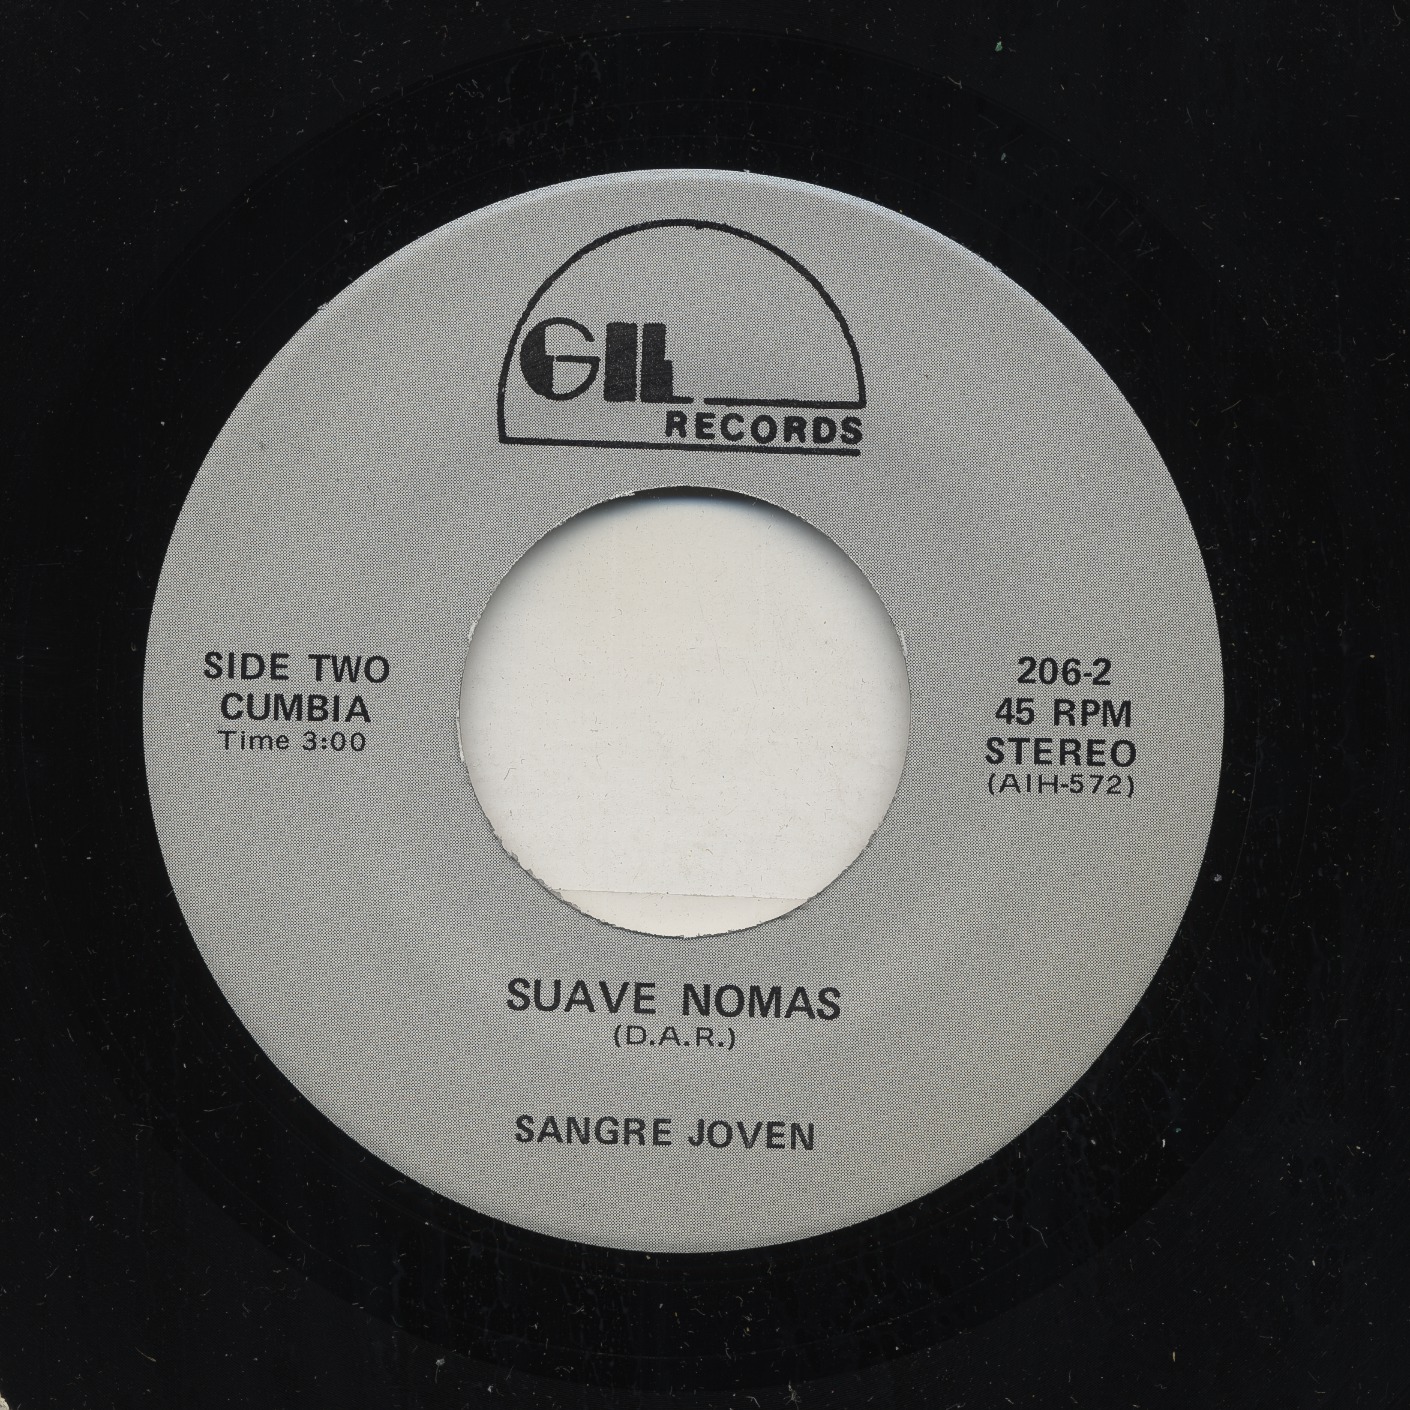 GIL
RECORDS
SIDE TWO
CUMBIA
Time 3:00
206-2
45 RPM
STEREO
(AIH-572)
SUAVE NOMAS
(D.A.R.)
SANGRE JOVEN